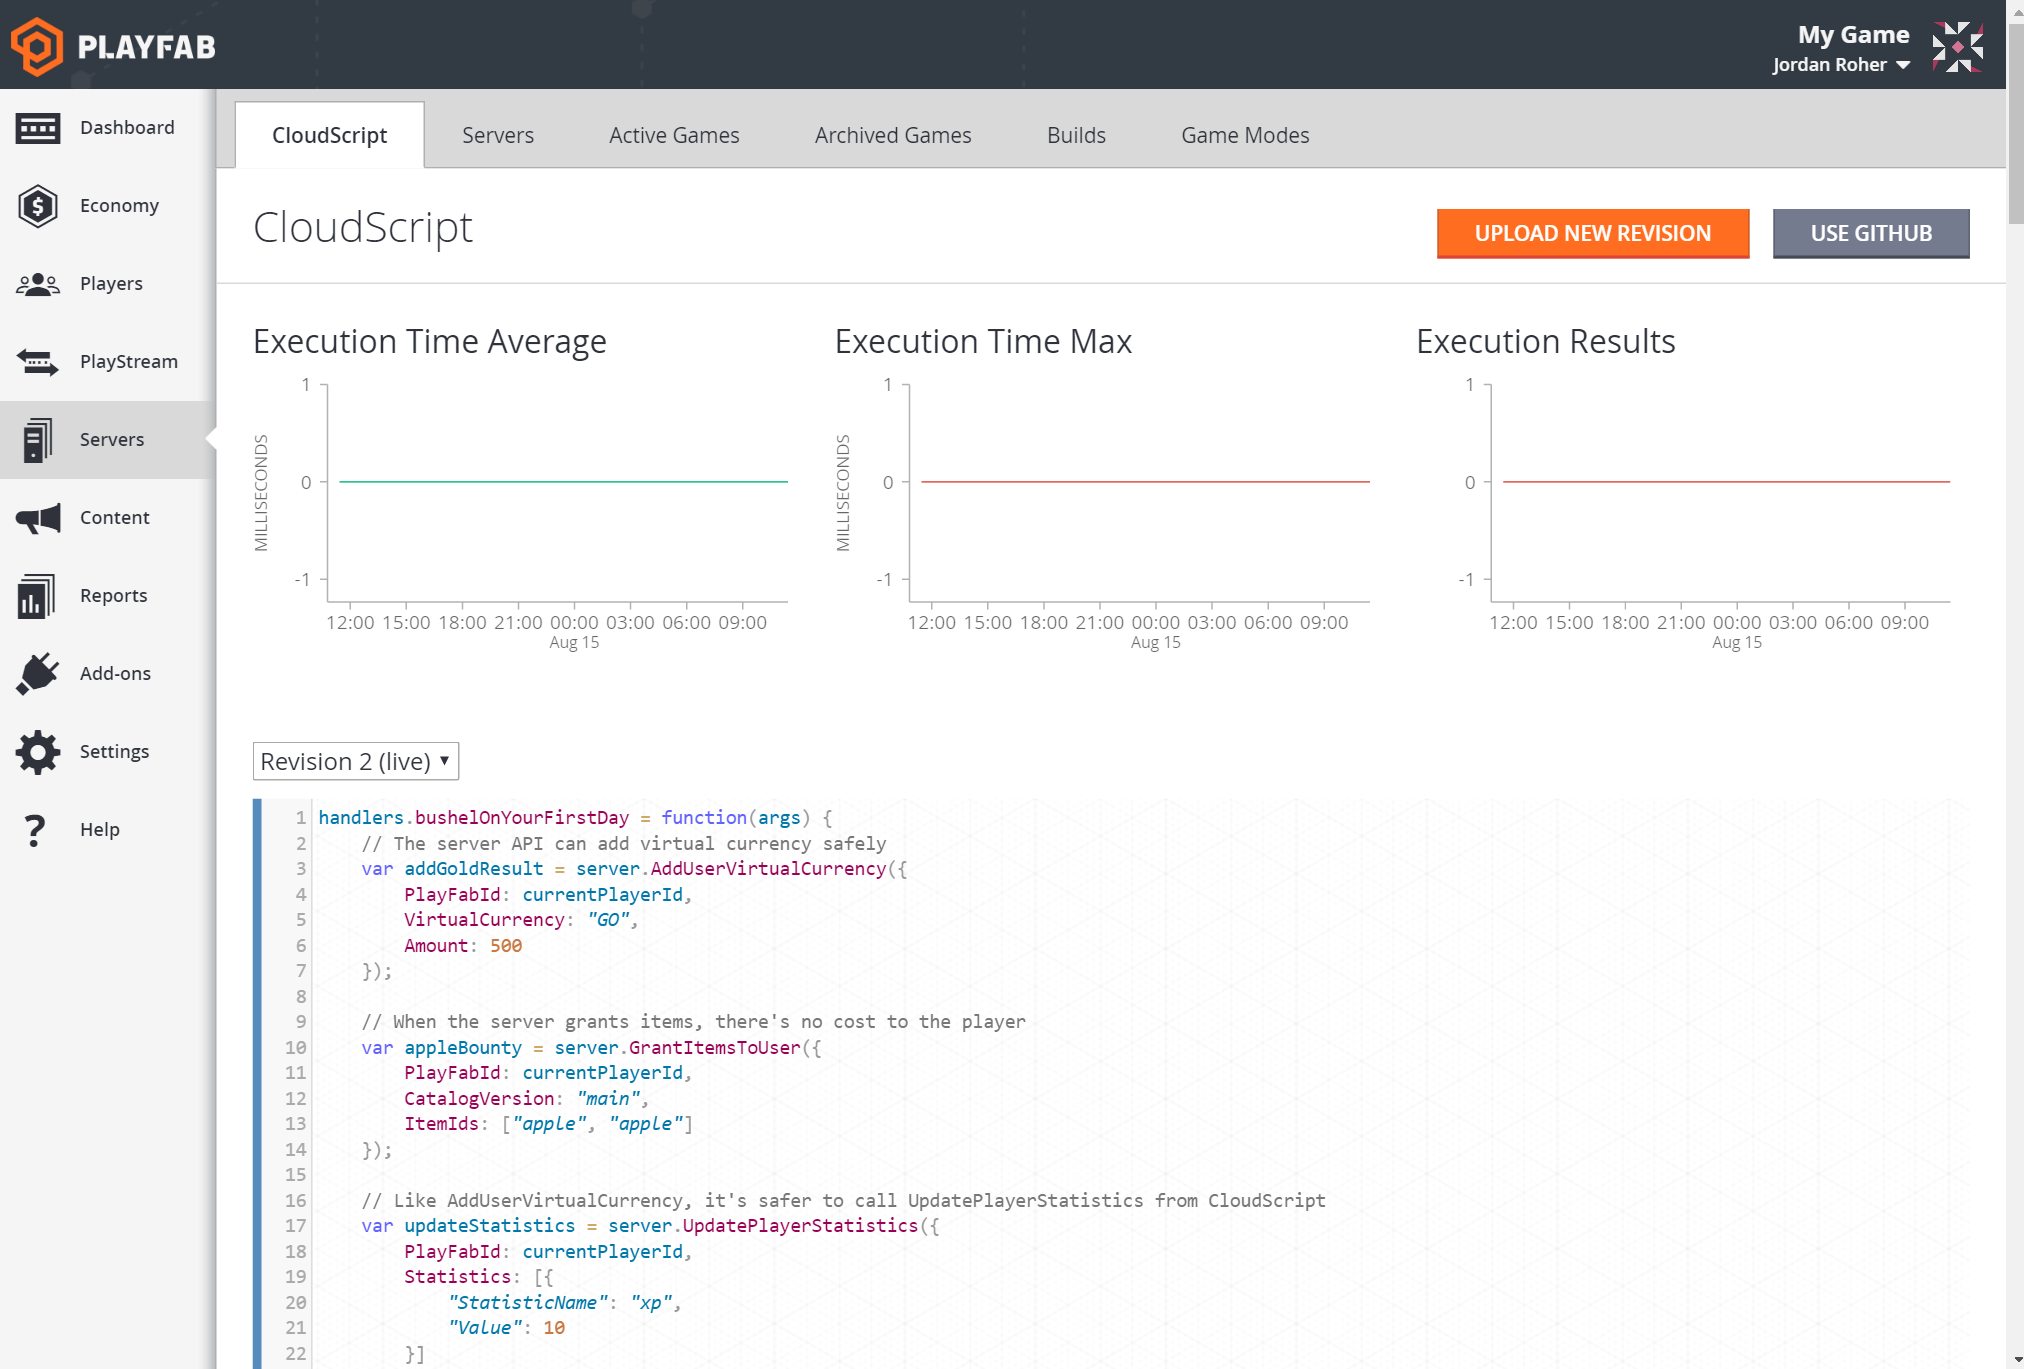 PLAYFAB
My Game
Jordan Roher
Dashboard
Economy
Players
PlayStream
Servers
Content
Reports
Add-ons
Settings
Help
CloudScript Servers Active Games Archived Games Builds Game Modes
CloudScript
UPLOAD NEW REVISION
USE GITHUB
Execution Time Average
MILLISECONDS
1
0
-1
12:00 15:00 18:00 21:00 00:00 03:00 06:00 09:00
Aug 15
Execution Time Max
MILLISECONDS
1
0
-1
12:00 15:00 18:00 21:00 00:00 03:00 06:00 09:00
Aug 15
Execution Results
1
0
-1
12:00 15:00 18:00 21:00 00:00 03:00 06:00 09:00
Aug 15
Revision 2 (live)
1 handlers.bushelOnYourFirstDay = function(args) {
2 // The server API can add virtual currency safely
3 var addGoldResult = server.AddUserVirtualCurrency({
4 PlayFabId: currentPlayerId,
5 VirtualCurrency: "GO",
6 Amount: 500
7 });
8
9 // When the server grants items, there's no cost to the player
10 var appleBounty = server.GrantItemsToUser({
11 PlayFabId: currentPlayerId,
12 CatalogVersion: "main",
13 ItemIds: ["apple", "apple"]
14 });
15
16 // Like AddUserVirtualCurrency, it's safer to call UpdatePlayerStatistics from CloudScript
17 var updateStatistics = server.UpdatePlayerStatistics({
18 PlayFabId: currentPlayerId,
19 Statistics: [{
20 "StatisticName": "xp",
21 "Value": 10
22 }]